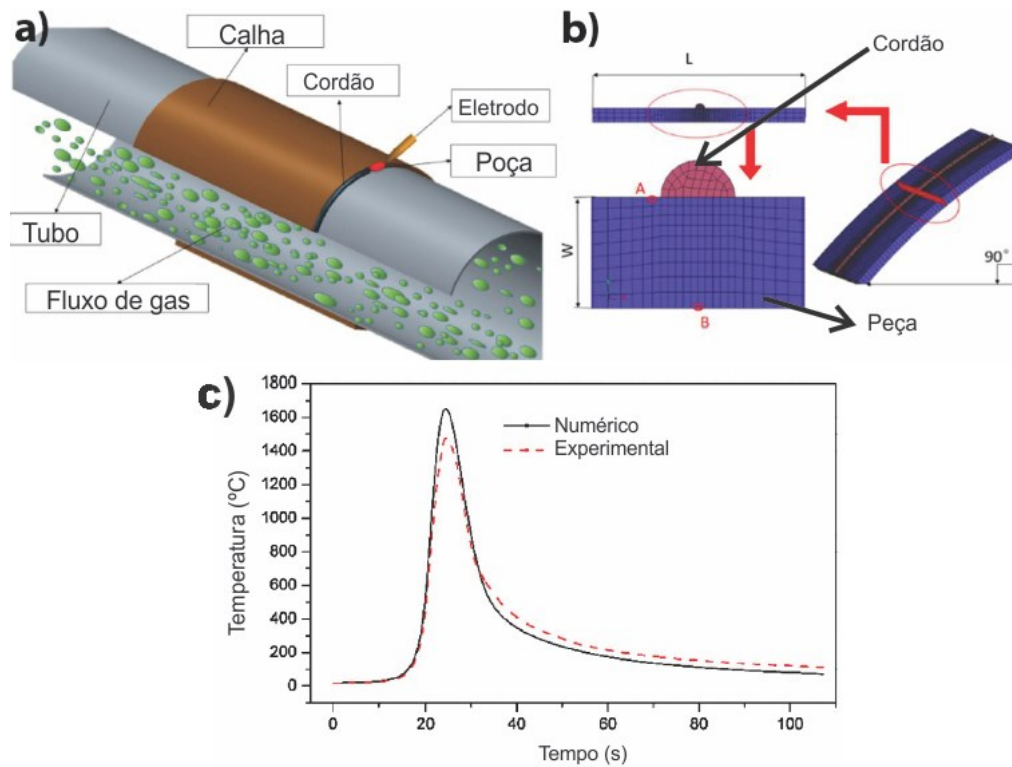 a)
Calha
Cordão
Eletrodo
Poça
Tubo
Fluxo de gas
b)
Cordão
L
A
W
B
90°
Peça
c)
1800
1600
1400
1200
1000
800
600
400
200
0
Temperatura (ºC)
Numérico
Experimental
0
20
40
60
80
100
Tempo (s)